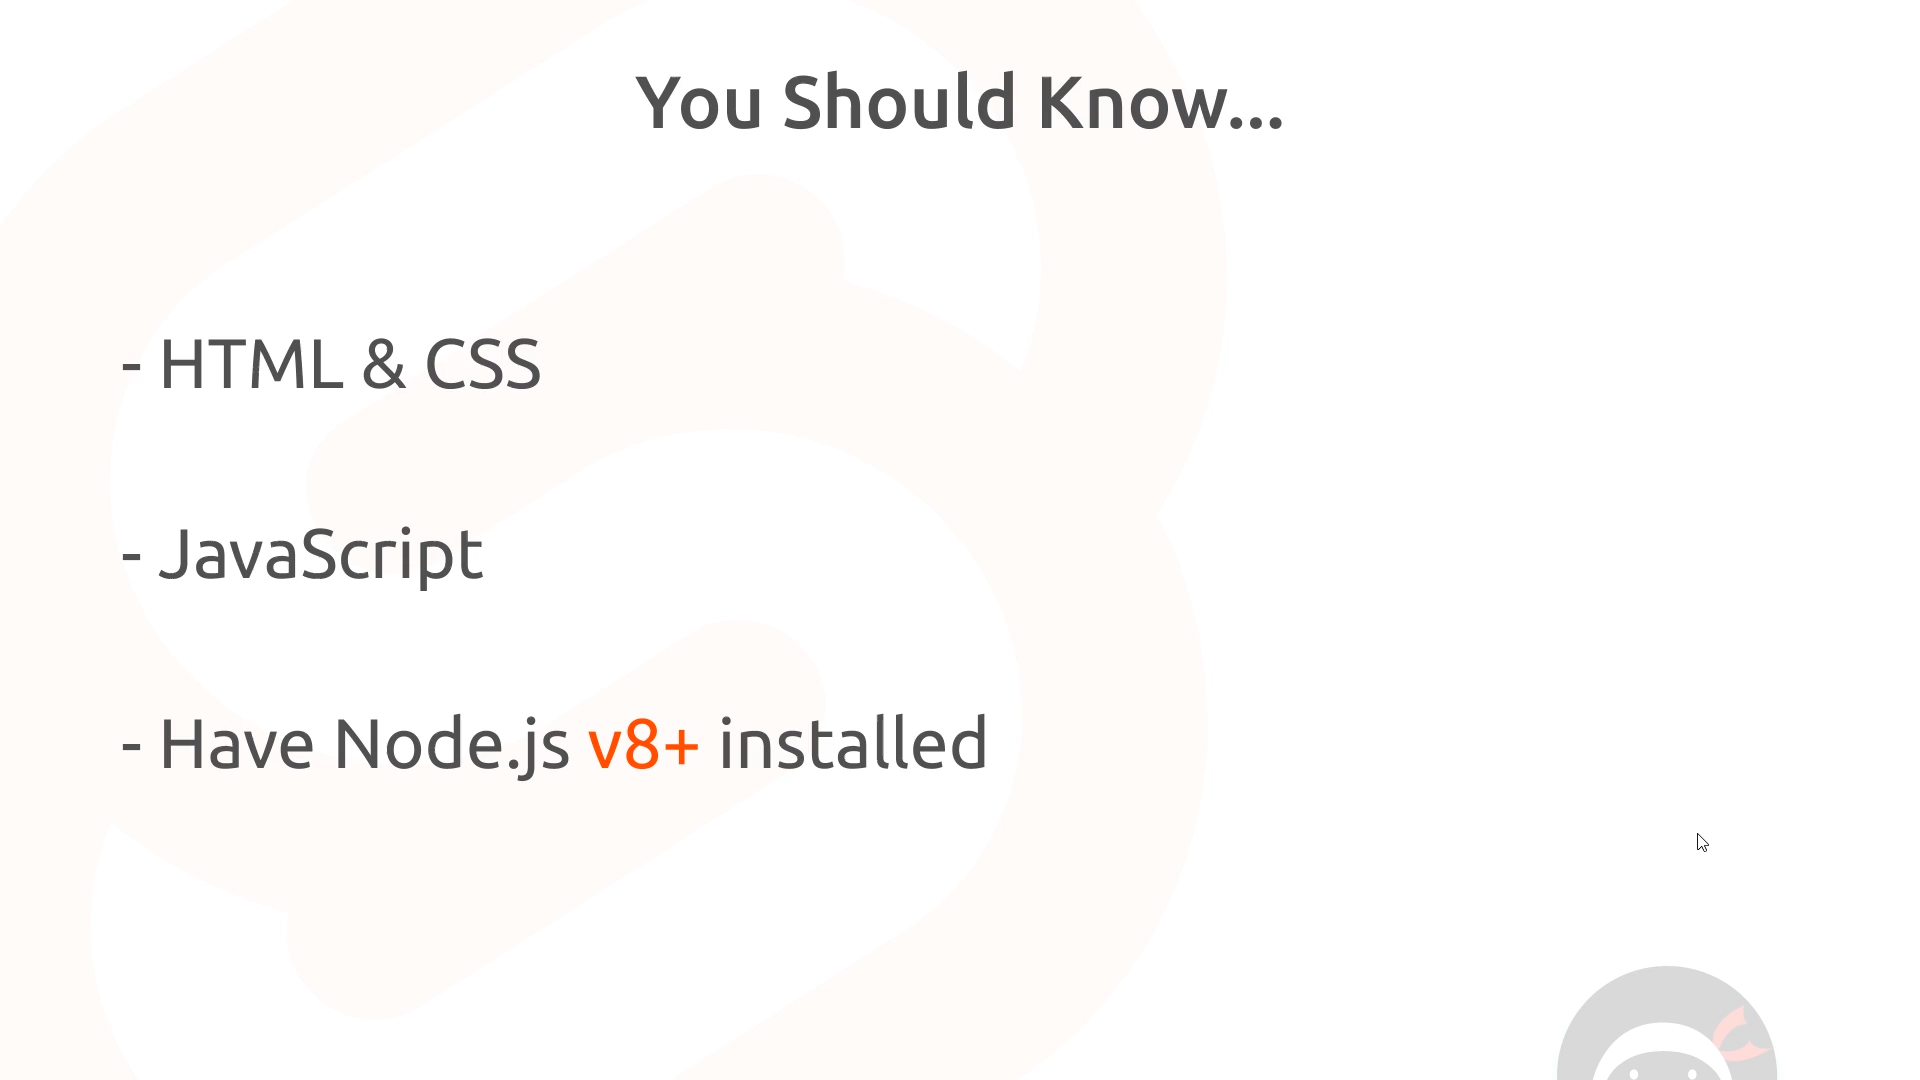 You Should Know...
- HTML & CSS
- JavaScript
- Have Node.js v8+ installed